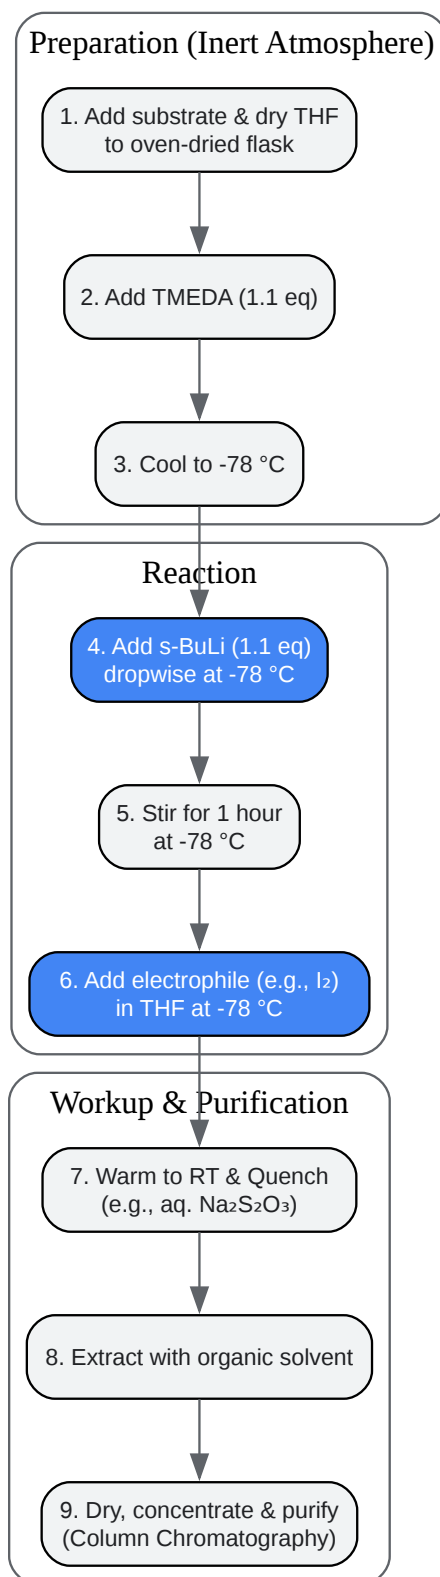 Preparation (Inert Atmosphere)
1. Add substrate & dry THF
to oven-dried flask
2. Add TMEDA (1.1 eq)
3. Cool to -78 °C
Reaction
4. Add s-BuLi (1.1 eq)
dropwise at -78 °C
5. Stir for 1 hour
at -78 °C
6. Add electrophile (e.g., I₂)
in THF at -78 °C
Workup & Purification
7. Warm to RT & Quench
(e.g., aq. Na₂S₂O₃)
8. Extract with organic solvent
9. Dry, concentrate & purify
(Column Chromatography)